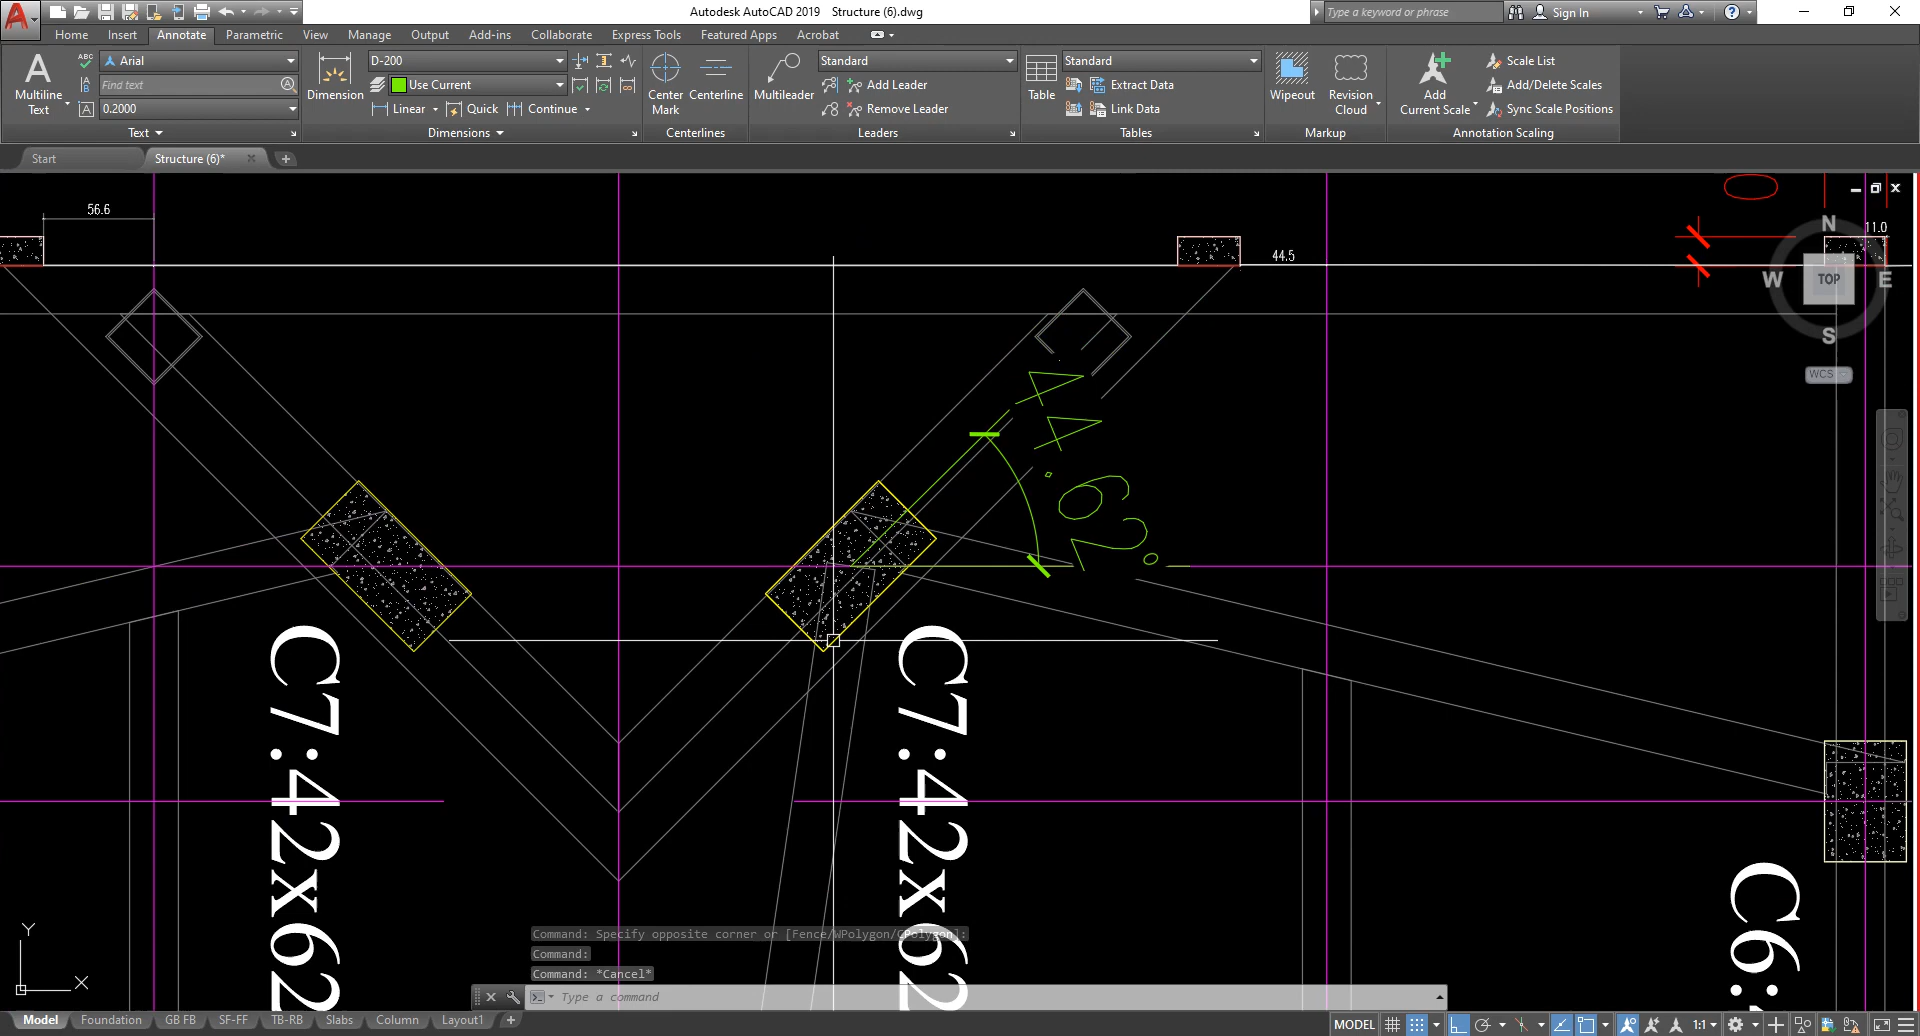 Autodesk AutoCAD 2019 Structure (6).dwg
Type a keyword or phrase
Sign In
Home Insert Annotate Parametric View Manage Output Add-ins Collaborate Express Tools Featured Apps Acrobat
A
Multiline
Text
ABC
Arial
Find text
0.2000
Text
Dimension
D-200
Use Current
Linear
Quick
Continue
Dimensions
Center
Mark
Centerline
Centerlines
Multileader
Standard
Add Leader
Remove Leader
Leaders
Table
Standard
Extract Data
Link Data
Tables
Wipeout
Revision
Cloud
Markup
Add
Current Scale
Scale List
Add/Delete Scales
Sync Scale Positions
Annotation Scaling
Start
Structure (6)*
56.6
44.5
11.0
N
W
TOP
E
S
WCS
44.62°
C7:42x62
C7:42x62
C6:
Y
X
Command: Specify opposite corner or [Fence/WPolygon/CPolygon]:
Command:
Command: *Cancel*
Type a command
Model Foundation GB FB SF-FF TB-RB Slabs Column Layout1
MODEL
1:1